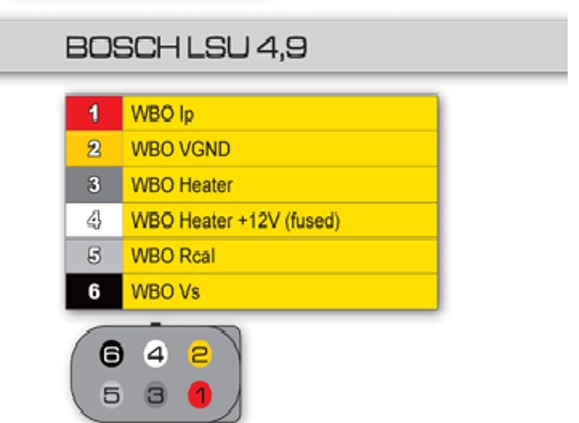 BOSCH LSU 4,9
1 WBO Ip
2 WBO VGND
3 WBO Heater
4 WBO Heater +12V (fused)
5 WBO Rcal
6 WBO Vs
6 4 2
5 3 1